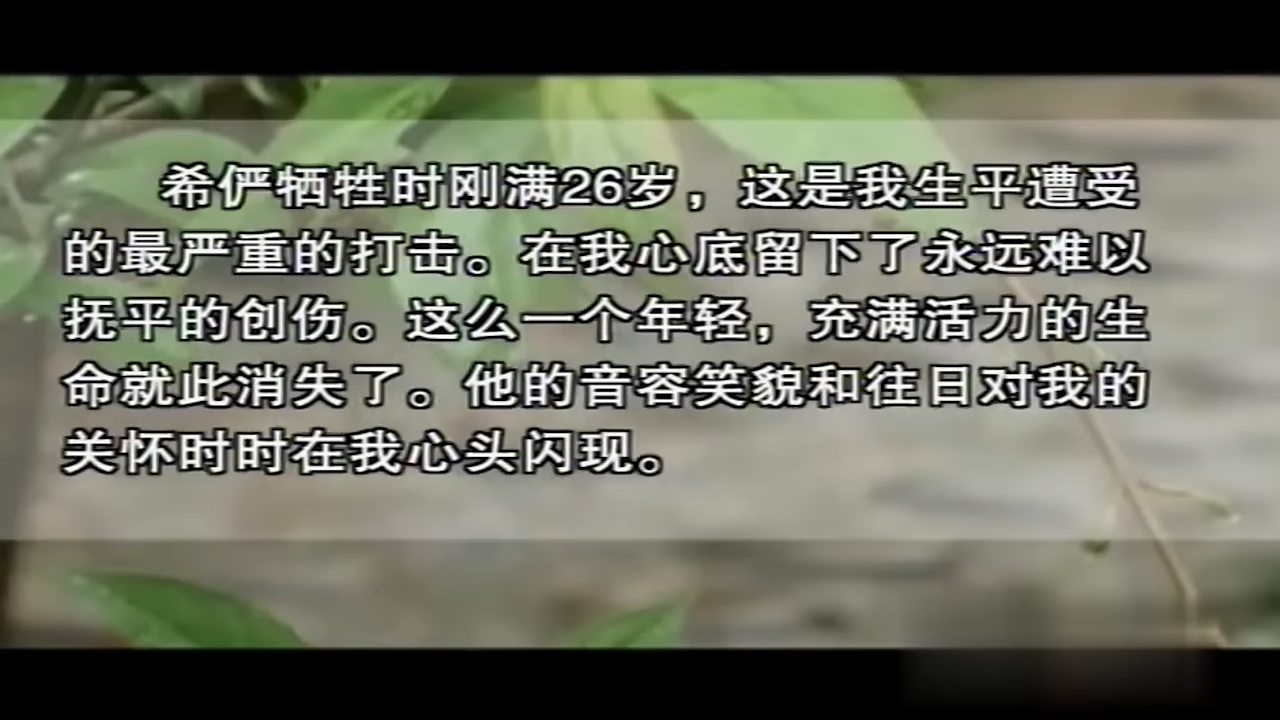 希俨牺牲时刚满26岁，这是我生平遭受
的最严重的打击。在我心底留下了永远难以
抚平的创伤。这么一个年轻，充满活力的生
命就此消失了。他的音容笑貌和往日对我的
关怀时时在我心头闪现。